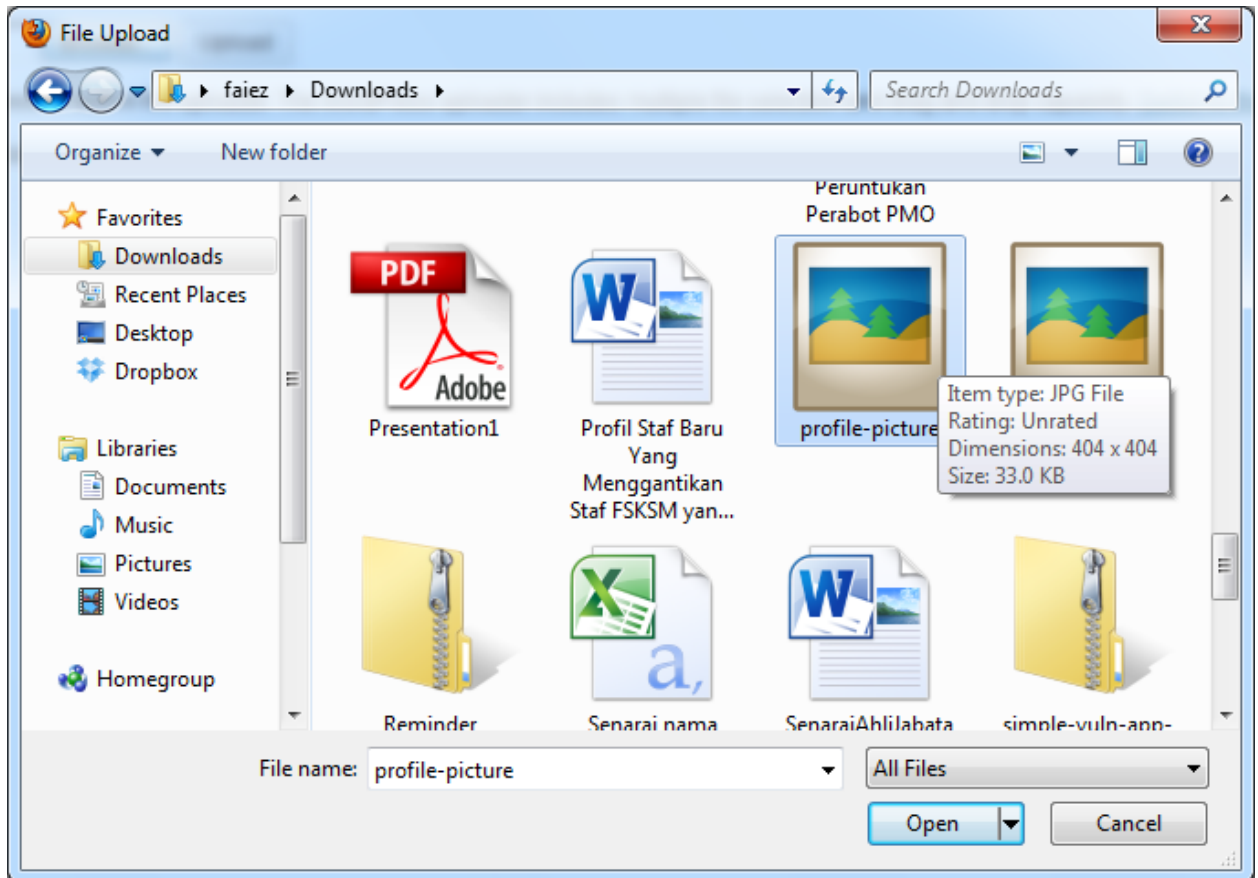 File Upload
faiez
Downloads
Search Downloads
Organize
New folder
Favorites
Downloads
Recent Places
Desktop
Dropbox
Libraries
Documents
Music
Pictures
Videos
Homegroup
Peruntukan
Perabot PMO
PDF
Adobe
Presentation1
W
Profil Staf Baru
Yang
Menggantikan
Staf FSKSM yan...
profile-picture
Item type: JPG File
Rating: Unrated
Dimensions: 404 x 404
Size: 33.0 KB
Reminder
X
a,
Senarai nama
W
SenaraiAhliJabata
simple-vuln-app-
File name:
profile-picture
All Files
Open
Cancel